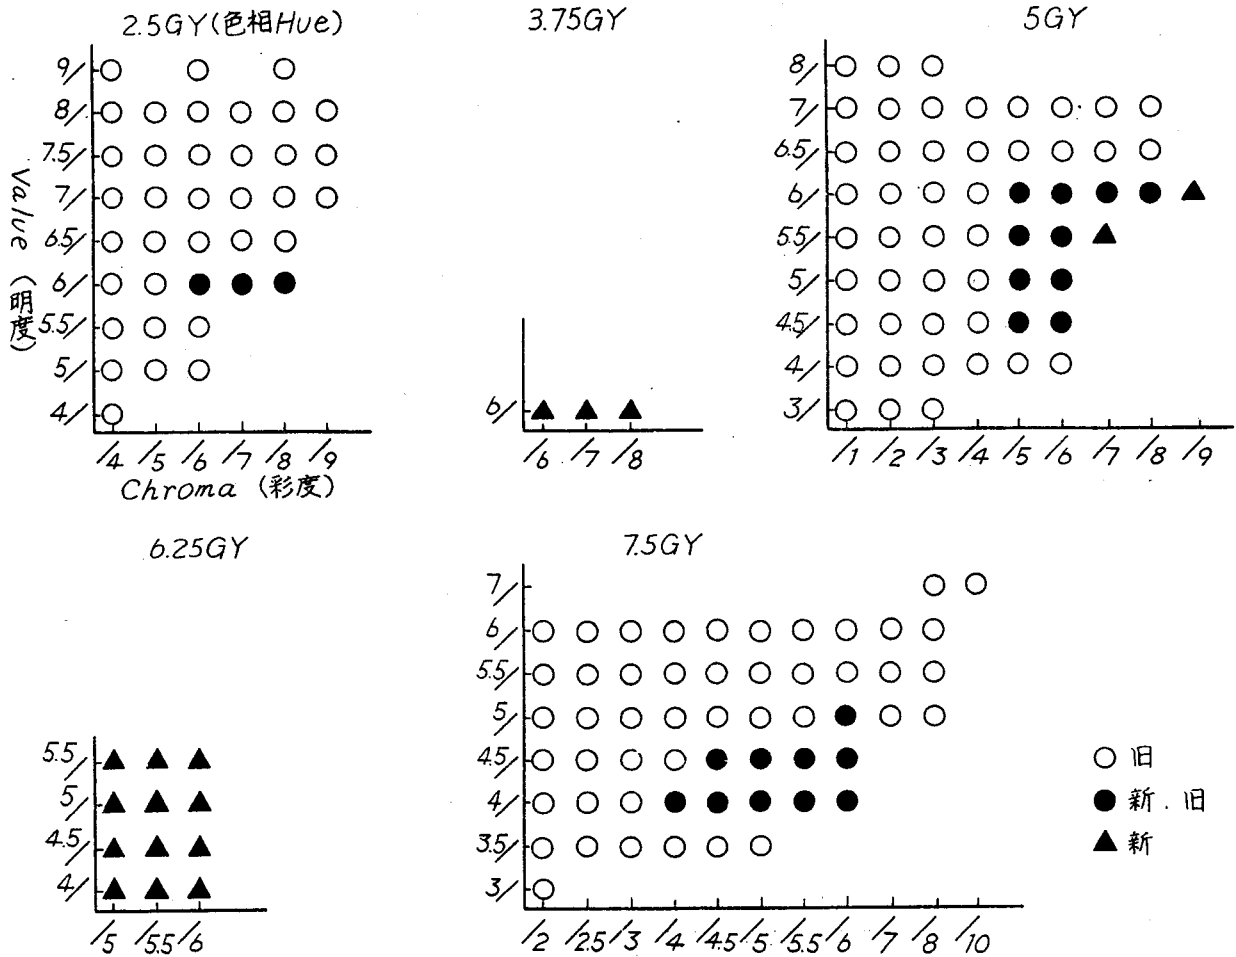 2.5GY(色相Hue)
9/
8/
7.5/
7/
6.5/
6/
5.5/
5/
4/
Value (明度)
/4 /5 /6 /7 /8 /9
Chroma (彩度)
3.75GY
6/
/6 /7 /8
5GY
8/
7/
6.5/
6/
5.5/
5/
4.5/
4/
3/
/1 /2 /3 /4 /5 /6 /7 /8 /9
6.25GY
5.5/
5/
4.5/
4/
/5 /5.5 /6
7.5GY
7/
6/
5.5/
5/
4.5/
4/
3.5/
3/
/2 /2.5 /3 /4 /4.5 /5 /5.5 /6 /7 /8 /10
○ 旧
● 新.旧
▲ 新